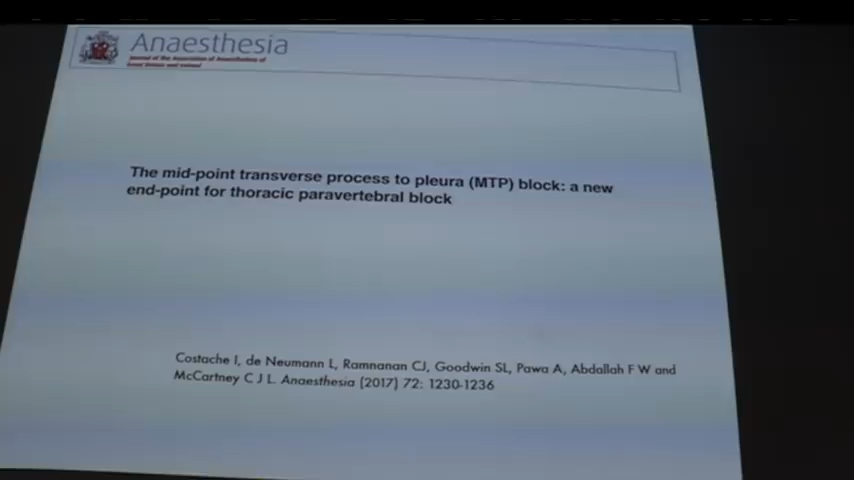 Anaesthesia
Journal of the Association of Anaesthetists of
Great Britain and Ireland
The mid-point transverse process to pleura (MTP) block: a new
end-point for thoracic paravertebral block
Costache I, de Neumann L, Ramnanan CJ, Goodwin SL, Pawa A, Abdallah F W and
McCartney C J L. Anaesthesia (2017) 72: 1230-1236